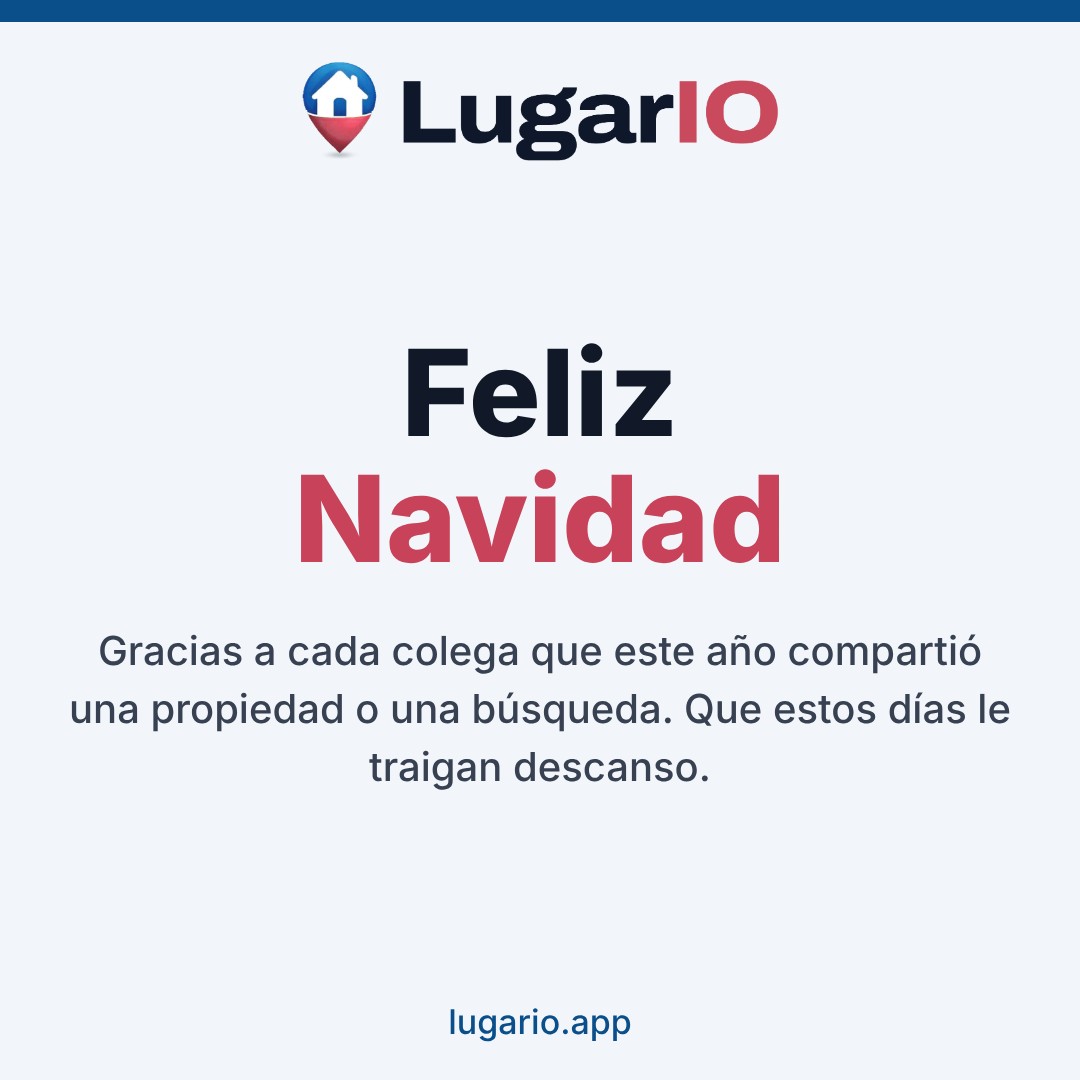 LugarIO
Feliz
Navidad
Gracias a cada colega que este año compartió
una propiedad o una búsqueda. Que estos días le
traigan descanso.
lugario.app